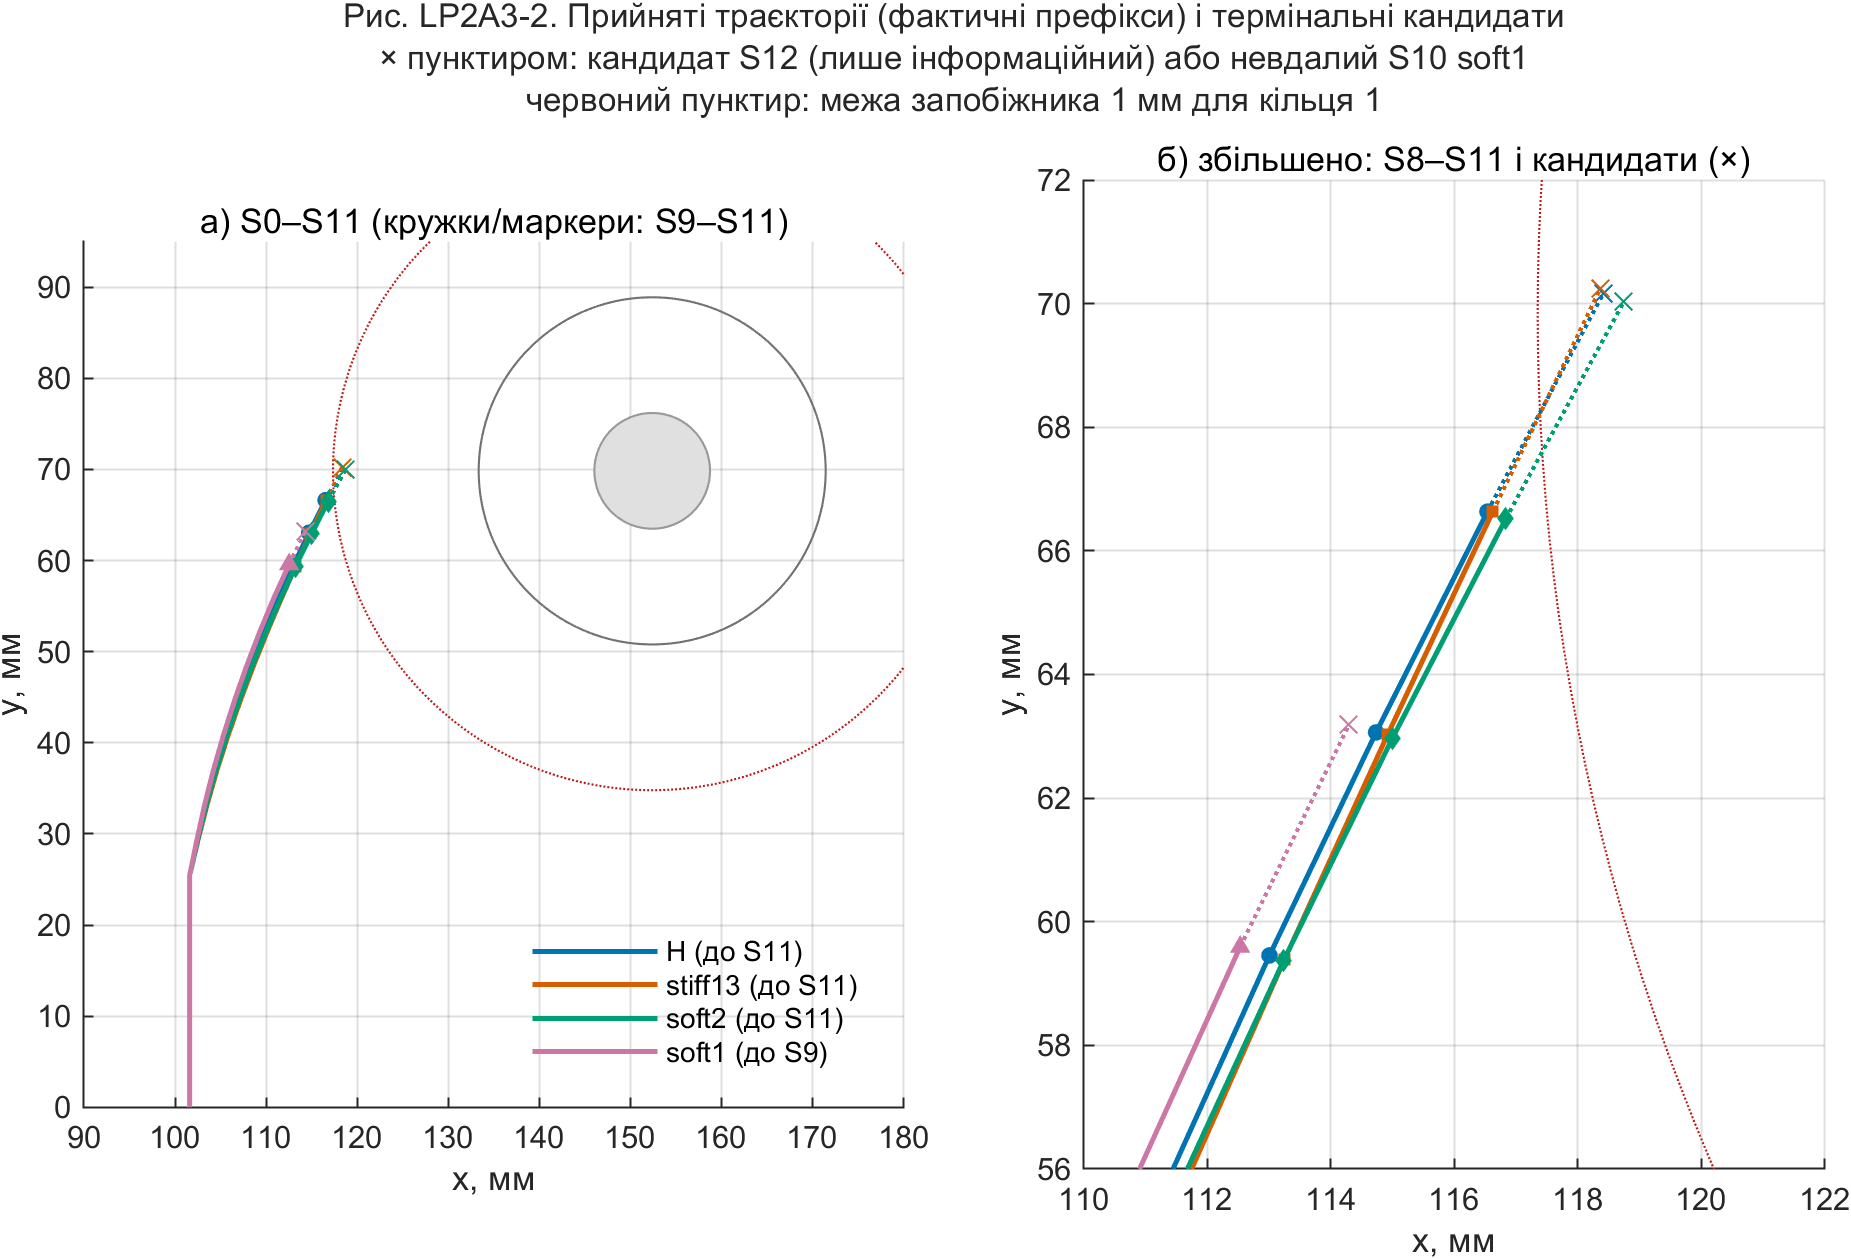 Рис. LP2A3-2. Прийняті траєкторії (фактичні префікси) і термінальні кандидати
× пунктиром: кандидат S12 (лише інформаційний) або невдалий S10 soft1
червоний пунктир: межа запобіжника 1 мм для кільця 1
а) S0–S11 (кружки/маркери: S9–S11)
90
80
70
60
50
40
30
20
10
0
y, мм
90 100 110 120 130 140 150 160 170 180
x, мм
H (до S11)
stiff13 (до S11)
soft2 (до S11)
soft1 (до S9)
б) збільшено: S8–S11 і кандидати (×)
72
70
68
66
64
62
60
58
56
y, мм
110 112 114 116 118 120 122
x, мм